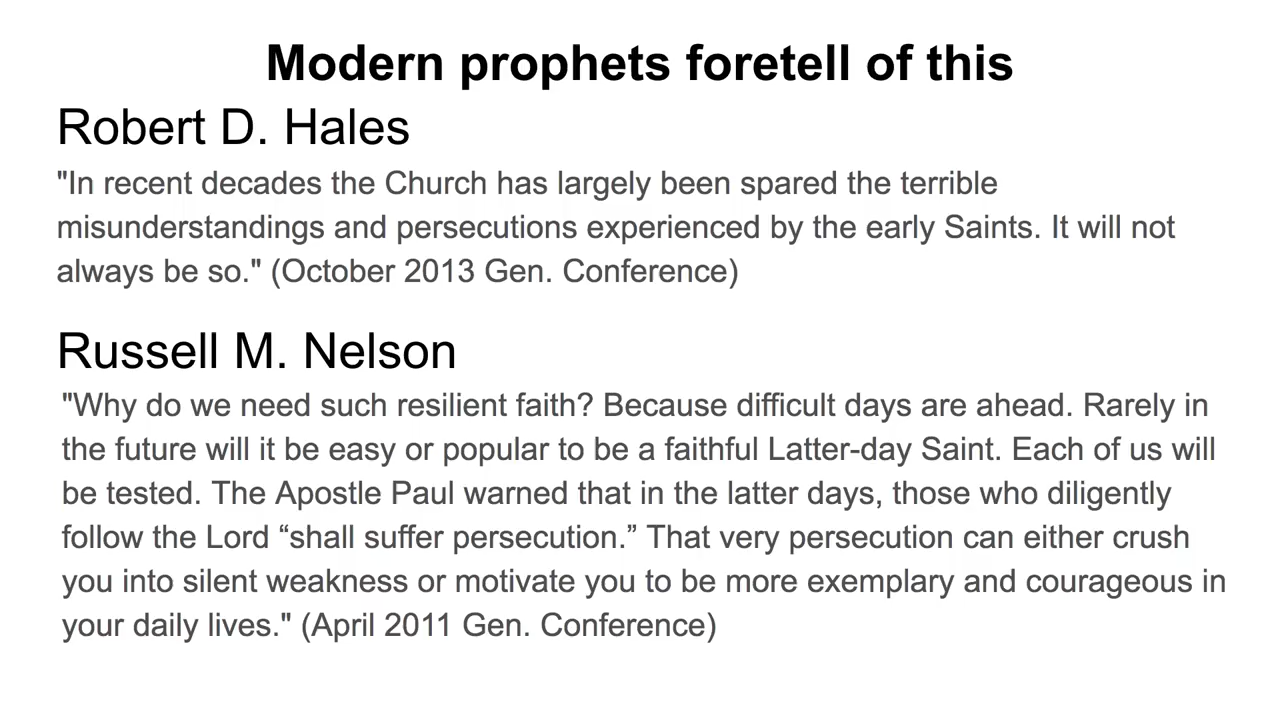 Modern prophets foretell of this
Robert D. Hales
"In recent decades the Church has largely been spared the terrible
misunderstandings and persecutions experienced by the early Saints. It will not
always be so." (October 2013 Gen. Conference)
Russell M. Nelson
"Why do we need such resilient faith? Because difficult days are ahead. Rarely in
the future will it be easy or popular to be a faithful Latter-day Saint. Each of us will
be tested. The Apostle Paul warned that in the latter days, those who diligently
follow the Lord “shall suffer persecution.” That very persecution can either crush
you into silent weakness or motivate you to be more exemplary and courageous in
your daily lives." (April 2011 Gen. Conference)